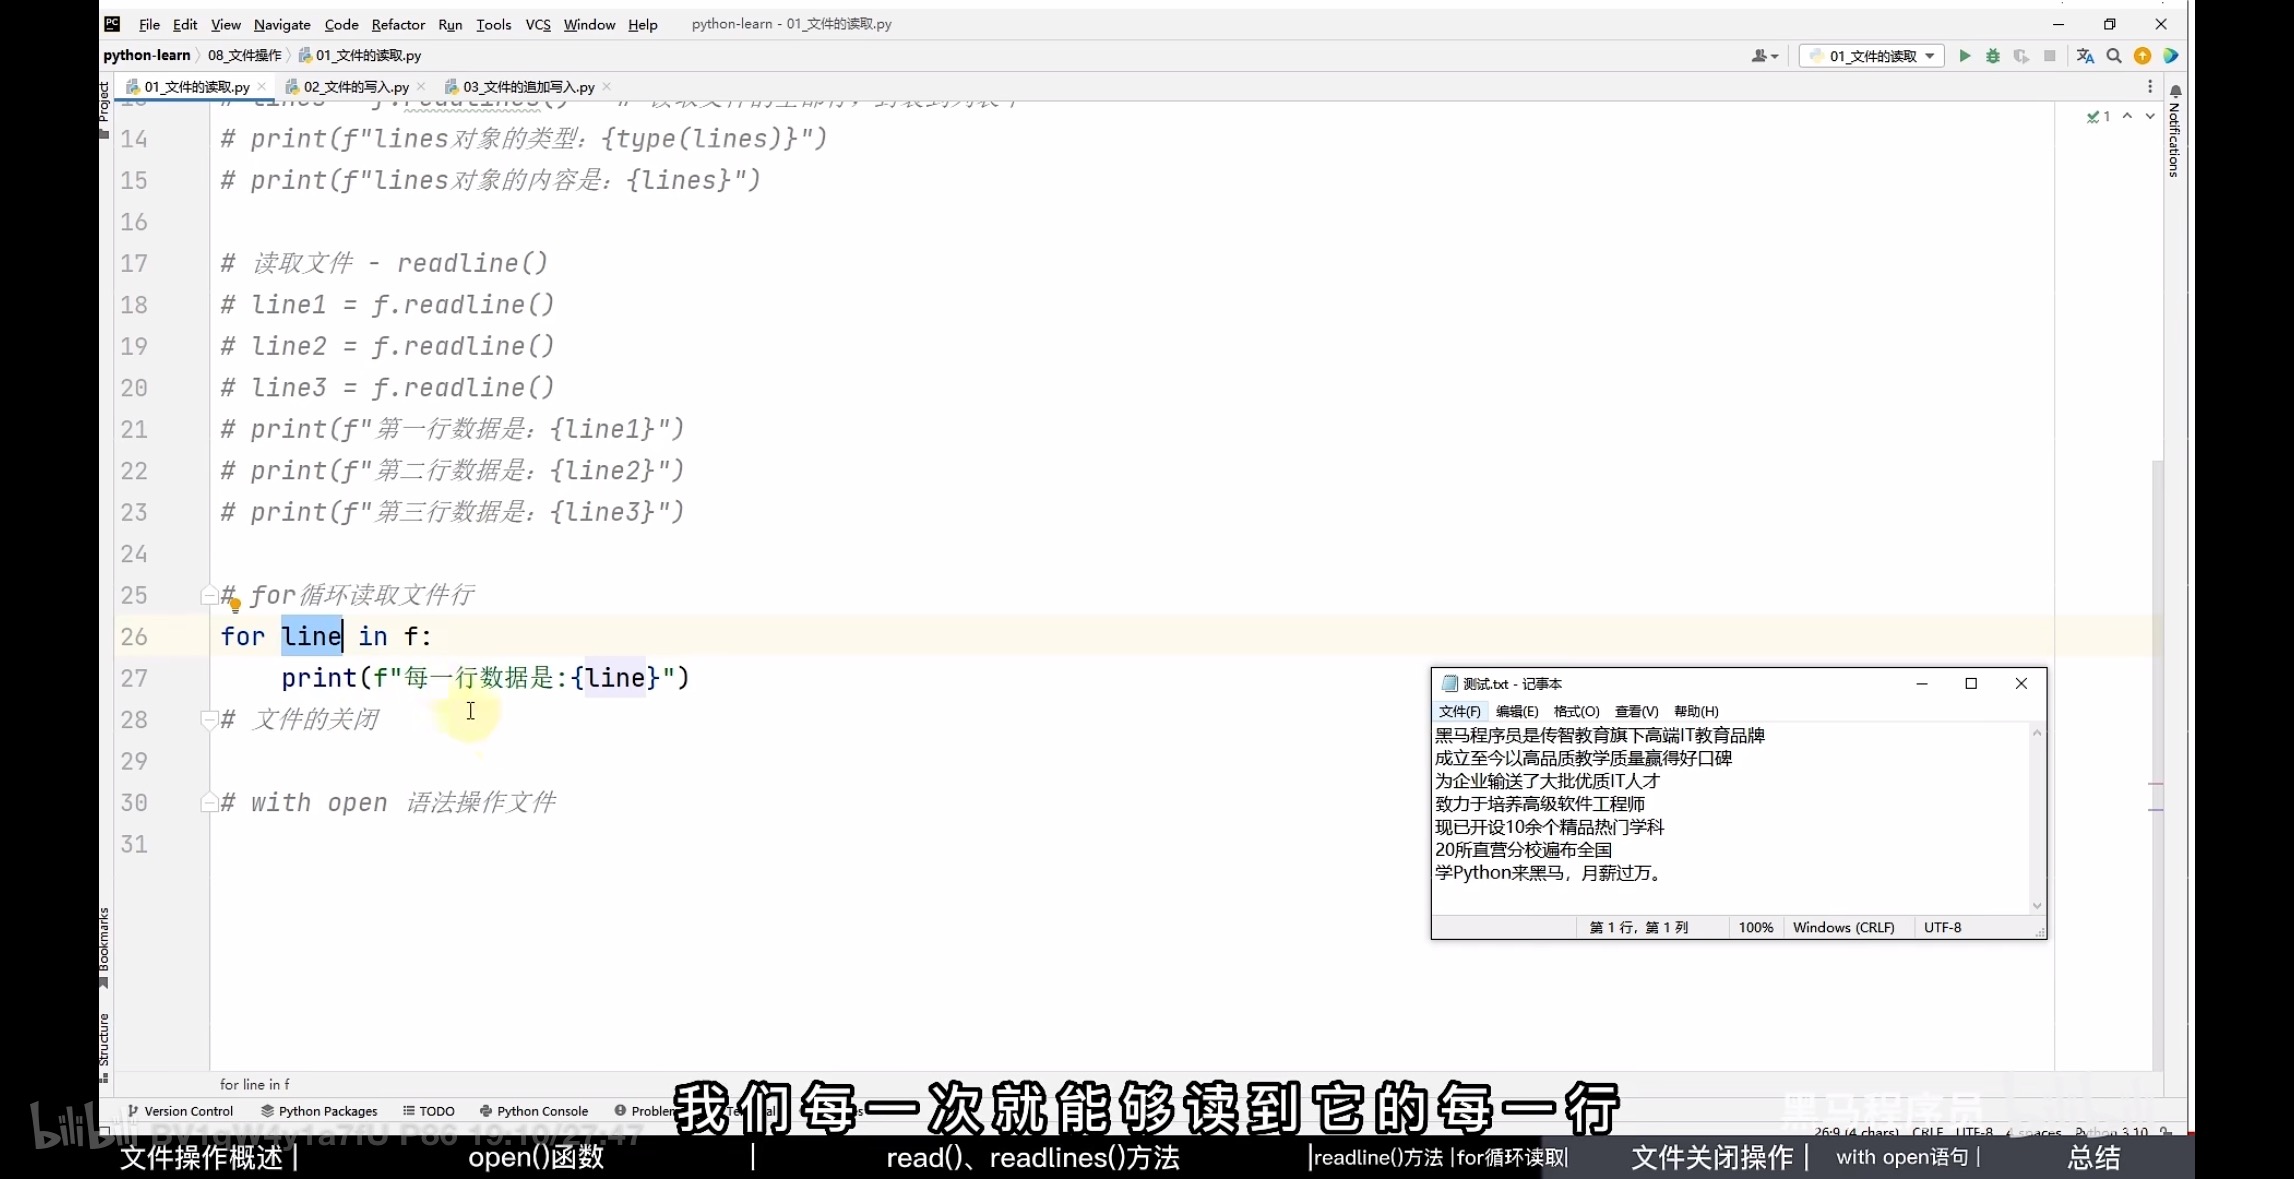 File Edit View Navigate Code Refactor Run Tools VCS Window Help python-learn - 01_文件的读取.py
python-learn 08_文件操作 01_文件的读取.py
01_文件的读取
01_文件的读取.py 02_文件的写入.py 03_文件的追加写入.py
Project
Notifications
1
14 # print(f"lines对象的类型：{type(lines)}")
15 # print(f"lines对象的内容是：{lines}")
16
17 # 读取文件 - readline()
18 # line1 = f.readline()
19 # line2 = f.readline()
20 # line3 = f.readline()
21 # print(f"第一行数据是：{line1}")
22 # print(f"第二行数据是：{line2}")
23 # print(f"第三行数据是：{line3}")
24
25 # for循环读取文件行
26 for line in f:
27 print(f"每一行数据是:{line}")
28 # 文件的关闭
29
30 # with open 语法操作文件
31
测试.txt - 记事本
文件(F) 编辑(E) 格式(O) 查看(V) 帮助(H)
黑马程序员是传智教育旗下高端IT教育品牌
成立至今以高品质教学质量赢得好口碑
为企业输送了大批优质IT人才
致力于培养高级软件工程师
现已开设10余个精品热门学科
20所直营分校遍布全国
学Python来黑马，月薪过万。
第 1 行，第 1 列 100% Windows (CRLF) UTF-8
Bookmarks
Structure
for line in f
Version Control Python Packages TODO Python Console
我们每一次就能够读到它的每一行
黑马程序员
bilibili BV1qW4y1a7fU P86 19:10/27:47
26:9 (4 chars) CRLF UTF-8 4 spaces Python 3.10
文件操作概述 | open()函数 | read()、readlines()方法 |readline()方法 |for循环读取| 文件关闭操作 | with open语句 | 总结